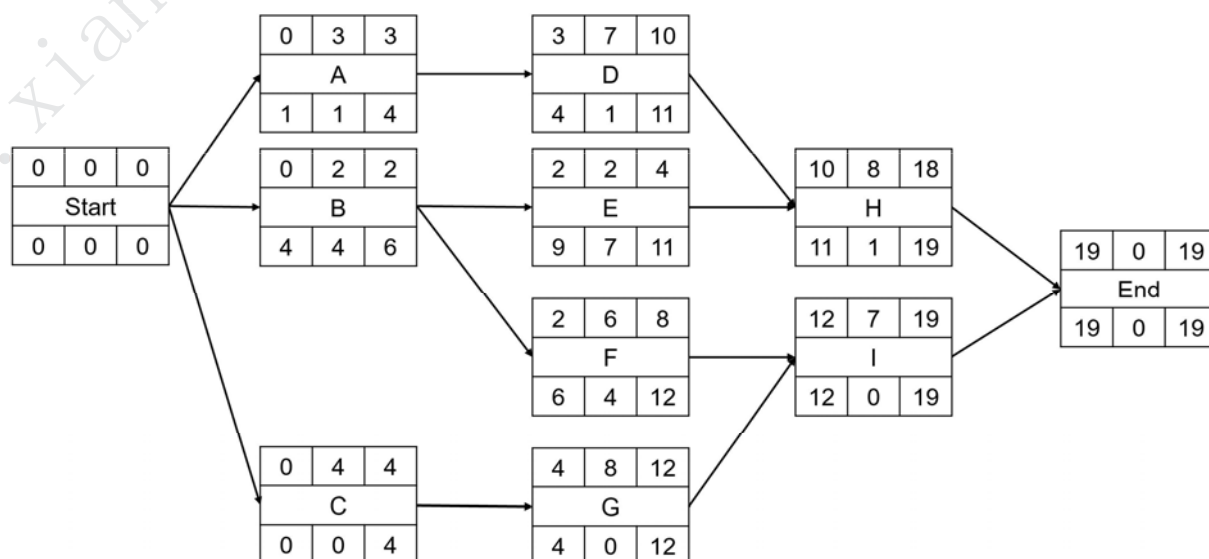 xian
0 3 3
A
1 1 4
3 7 10
D
4 1 11
0 0 0
Start
0 0 0
0 2 2
B
4 4 6
2 2 4
E
9 7 11
10 8 18
H
11 1 19
19 0 19
End
19 0 19
2 6 8
F
6 4 12
12 7 19
I
12 0 19
0 4 4
C
0 0 4
4 8 12
G
4 0 12